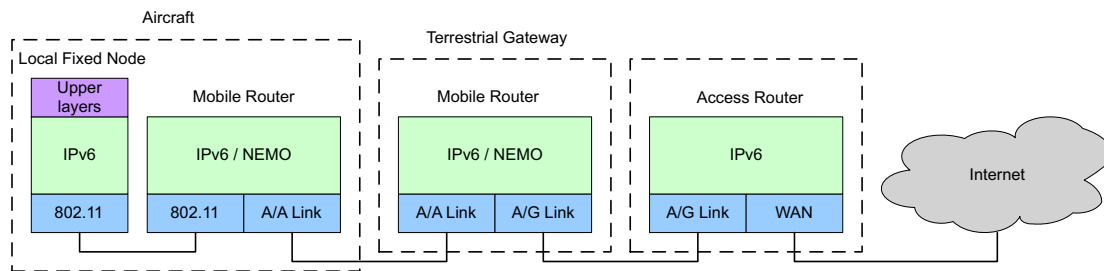 Aircraft
Terrestrial Gateway
Local Fixed Node
Upper
layers
Mobile Router
Mobile Router
Access Router
IPv6
IPv6 / NEMO
IPv6 / NEMO
IPv6
Internet
802.11
802.11
A/A Link
A/A Link
A/G Link
A/G Link
WAN